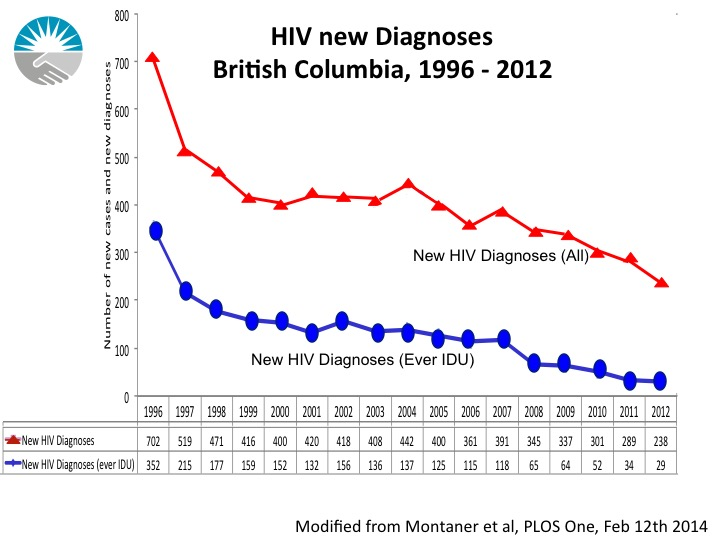 HIV new Diagnoses
British Columbia, 1996 - 2012
Number of new cases and new diagnoses
800
700
600
500
400
300
200
100
0
New HIV Diagnoses (All)
New HIV Diagnoses (Ever IDU)
1996 1997 1998 1999 2000 2001 2002 2003 2004 2005 2006 2007 2008 2009 2010 2011 2012
New HIV Diagnoses 702 519 471 416 400 420 418 408 442 400 361 391 345 337 301 289 238
New HIV Diagnoses (ever IDU) 352 215 177 159 152 132 156 136 137 125 115 118 65 64 52 34 29
Modified from Montaner et al, PLOS One, Feb 12th 2014